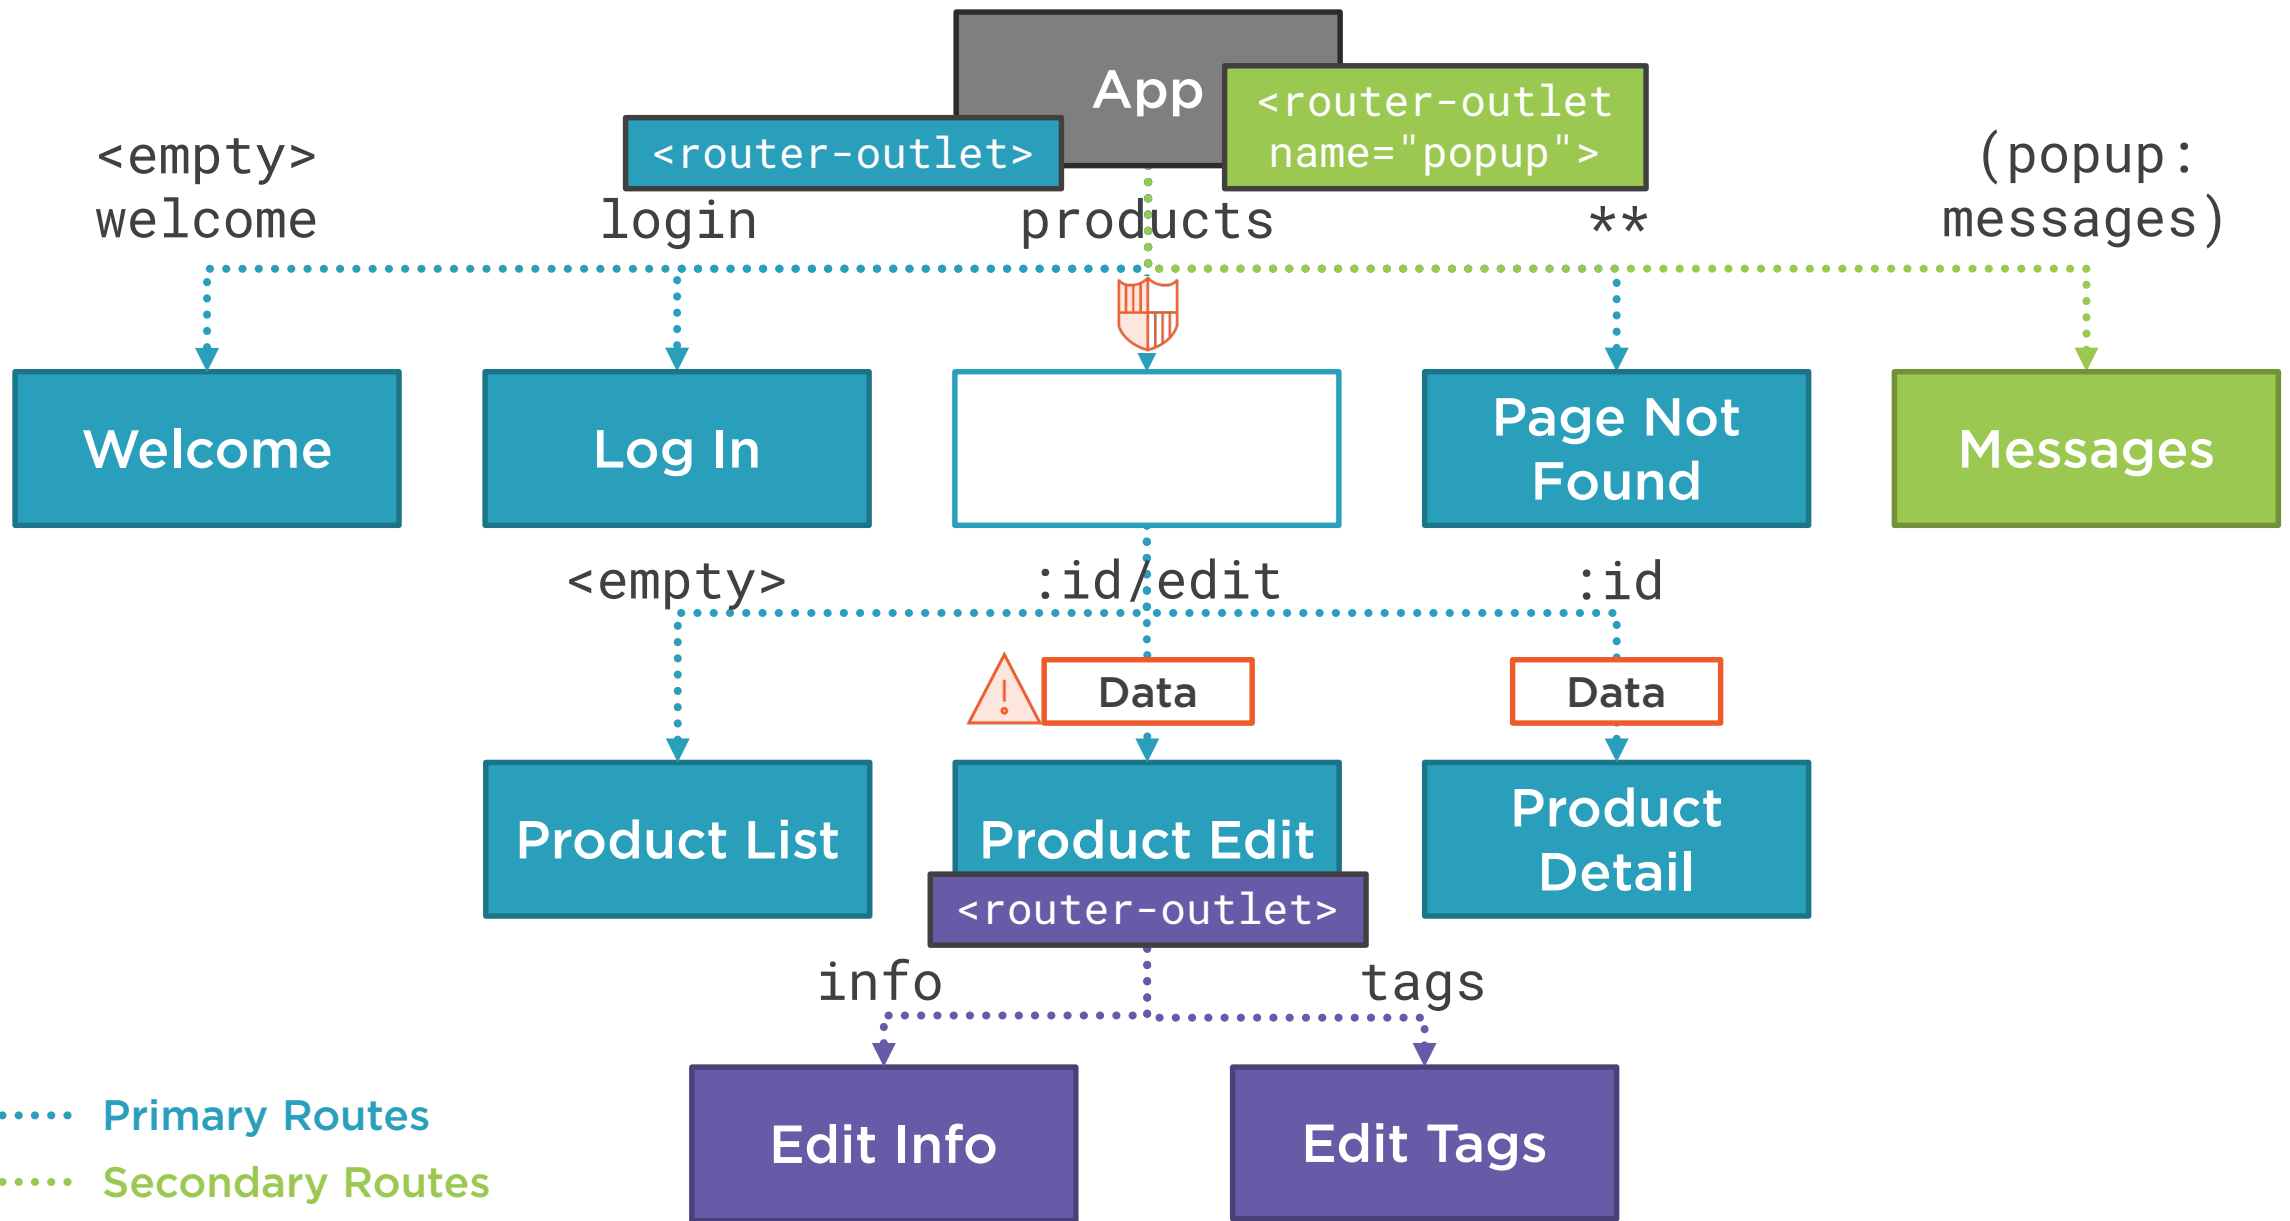 App
<router-outlet>
<router-outlet
name="popup">
<empty>
welcome
login
products
**
(popup:
messages)
Welcome
Log In
Page Not
Found
Messages
<empty>
:id/edit
:id
Data
Data
Product List
Product Edit
Product
Detail
<router-outlet>
info
tags
Edit Info
Edit Tags
Primary Routes
Secondary Routes